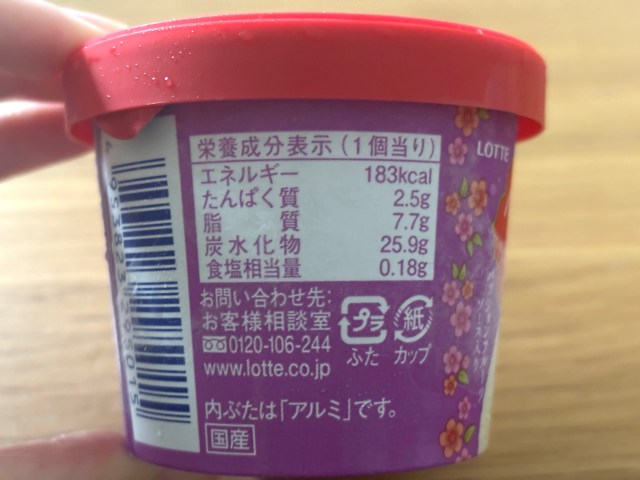 栄養成分表示(1個当り)
エネルギー 183kcal
たんぱく質 2.5g
脂質 7.7g
炭水化物 25.9g
食塩相当量 0.18g
お問い合わせ先:
お客様相談室
0120-106-244
www.lotte.co.jp
プラ
ふた
紙
カップ
内ぶたは「アルミ」です。
国産
LOTTE